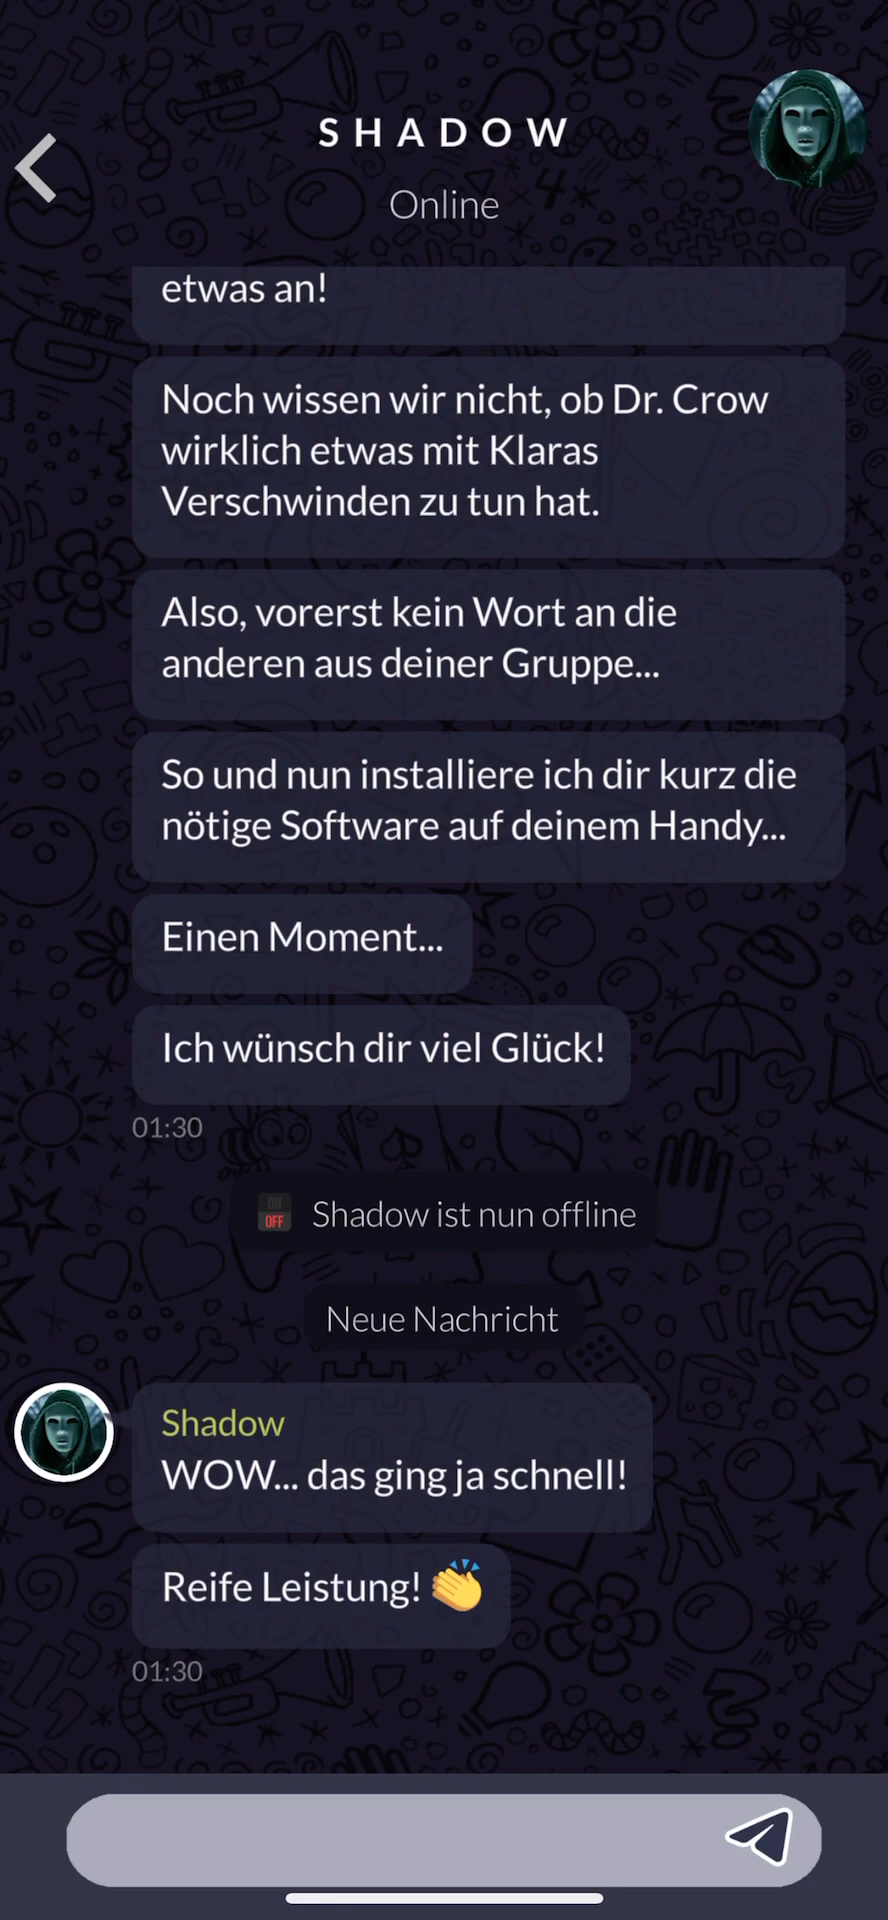 SHADOW
Online
etwas an!
Noch wissen wir nicht, ob Dr. Crow
wirklich etwas mit Klaras
Verschwinden zu tun hat.
Also, vorerst kein Wort an die
anderen aus deiner Gruppe...
So und nun installiere ich dir kurz die
nötige Software auf deinem Handy...
Einen Moment...
Ich wünsch dir viel Glück!
01:30
ON
OFF
Shadow ist nun offline
Neue Nachricht
Shadow
WOW... das ging ja schnell!
Reife Leistung! 👏
01:30